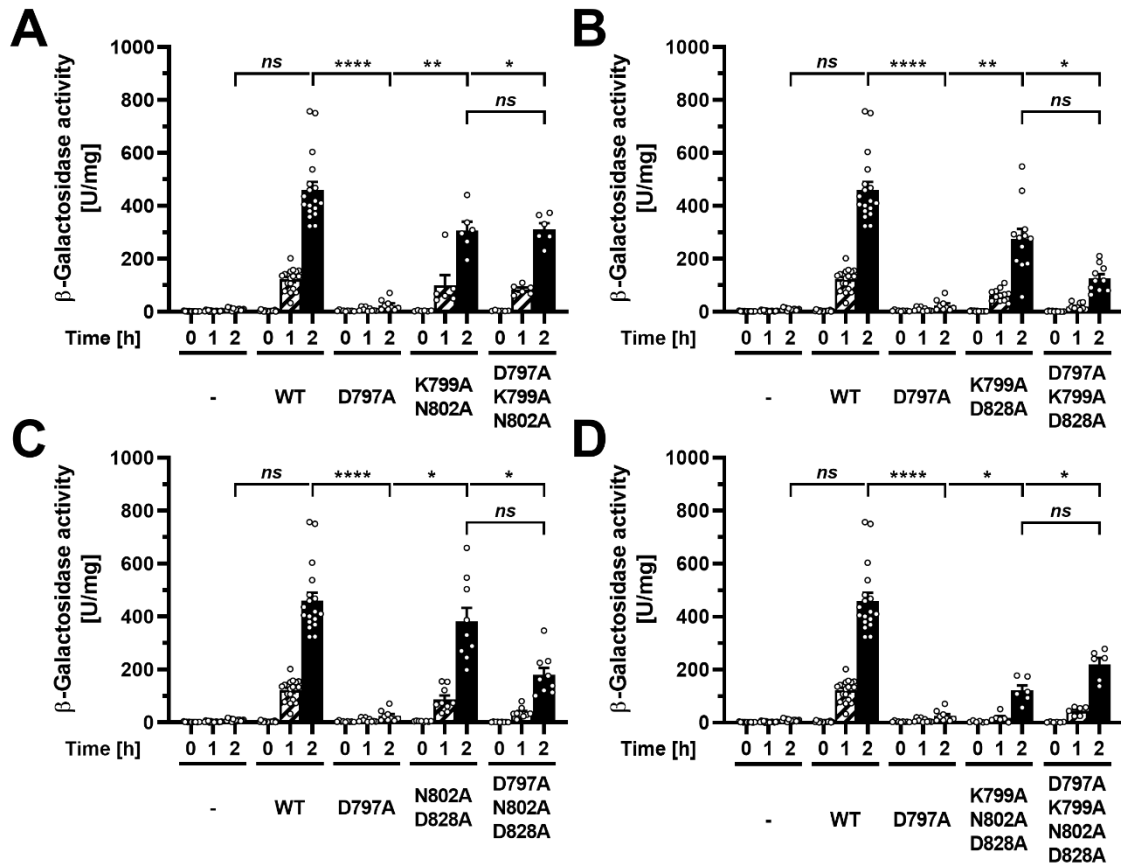 A
β-Galactosidase activity
[U/mg]
1000
800
600
400
200
0
ns
****
**
*
ns
Time [h]
0 1 2 0 1 2 0 1 2 0 1 2 0 1 2
-
WT
D797A
K799A
N802A
D797A
K799A
N802A
B
β-Galactosidase activity
[U/mg]
1000
800
600
400
200
0
ns
****
**
*
ns
Time [h]
0 1 2 0 1 2 0 1 2 0 1 2 0 1 2
-
WT
D797A
K799A
D828A
D797A
K799A
D828A
C
β-Galactosidase activity
[U/mg]
1000
800
600
400
200
0
ns
****
*
*
ns
Time [h]
0 1 2 0 1 2 0 1 2 0 1 2 0 1 2
-
WT
D797A
N802A
D828A
D797A
N802A
D828A
D
β-Galactosidase activity
[U/mg]
1000
800
600
400
200
0
ns
****
*
*
ns
Time [h]
0 1 2 0 1 2 0 1 2 0 1 2 0 1 2
-
WT
D797A
K799A
N802A
D828A
D797A
K799A
N802A
D828A